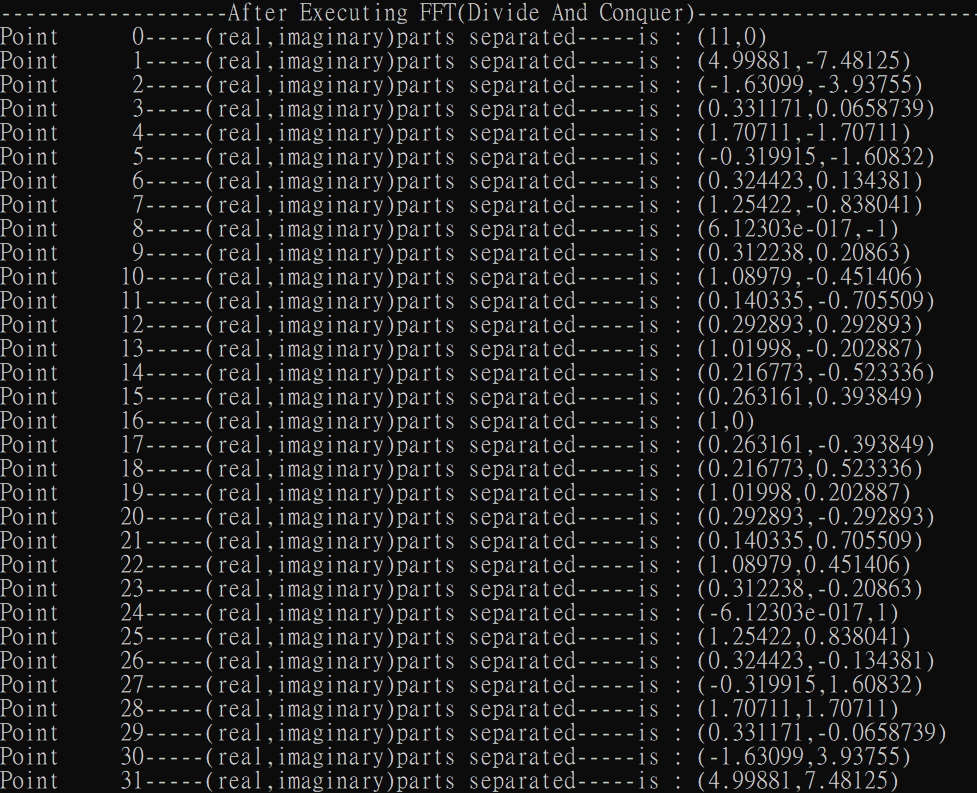 -------------------After Executing FFT(Divide And Conquer)-----------------------
Point 0-----(real,imaginary)parts separated-----is : (11,0)
Point 1-----(real,imaginary)parts separated-----is : (4.99881,-7.48125)
Point 2-----(real,imaginary)parts separated-----is : (-1.63099,-3.93755)
Point 3-----(real,imaginary)parts separated-----is : (0.331171,0.0658739)
Point 4-----(real,imaginary)parts separated-----is : (1.70711,-1.70711)
Point 5-----(real,imaginary)parts separated-----is : (-0.319915,-1.60832)
Point 6-----(real,imaginary)parts separated-----is : (0.324423,0.134381)
Point 7-----(real,imaginary)parts separated-----is : (1.25422,-0.838041)
Point 8-----(real,imaginary)parts separated-----is : (6.12303e-017,-1)
Point 9-----(real,imaginary)parts separated-----is : (0.312238,0.20863)
Point 10-----(real,imaginary)parts separated-----is : (1.08979,-0.451406)
Point 11-----(real,imaginary)parts separated-----is : (0.140335,-0.705509)
Point 12-----(real,imaginary)parts separated-----is : (0.292893,0.292893)
Point 13-----(real,imaginary)parts separated-----is : (1.01998,-0.202887)
Point 14-----(real,imaginary)parts separated-----is : (0.216773,-0.523336)
Point 15-----(real,imaginary)parts separated-----is : (0.263161,0.393849)
Point 16-----(real,imaginary)parts separated-----is : (1,0)
Point 17-----(real,imaginary)parts separated-----is : (0.263161,-0.393849)
Point 18-----(real,imaginary)parts separated-----is : (0.216773,0.523336)
Point 19-----(real,imaginary)parts separated-----is : (1.01998,0.202887)
Point 20-----(real,imaginary)parts separated-----is : (0.292893,-0.292893)
Point 21-----(real,imaginary)parts separated-----is : (0.140335,0.705509)
Point 22-----(real,imaginary)parts separated-----is : (1.08979,0.451406)
Point 23-----(real,imaginary)parts separated-----is : (0.312238,-0.20863)
Point 24-----(real,imaginary)parts separated-----is : (-6.12303e-017,1)
Point 25-----(real,imaginary)parts separated-----is : (1.25422,0.838041)
Point 26-----(real,imaginary)parts separated-----is : (0.324423,-0.134381)
Point 27-----(real,imaginary)parts separated-----is : (-0.319915,1.60832)
Point 28-----(real,imaginary)parts separated-----is : (1.70711,1.70711)
Point 29-----(real,imaginary)parts separated-----is : (0.331171,-0.0658739)
Point 30-----(real,imaginary)parts separated-----is : (-1.63099,3.93755)
Point 31-----(real,imaginary)parts separated-----is : (4.99881,7.48125)